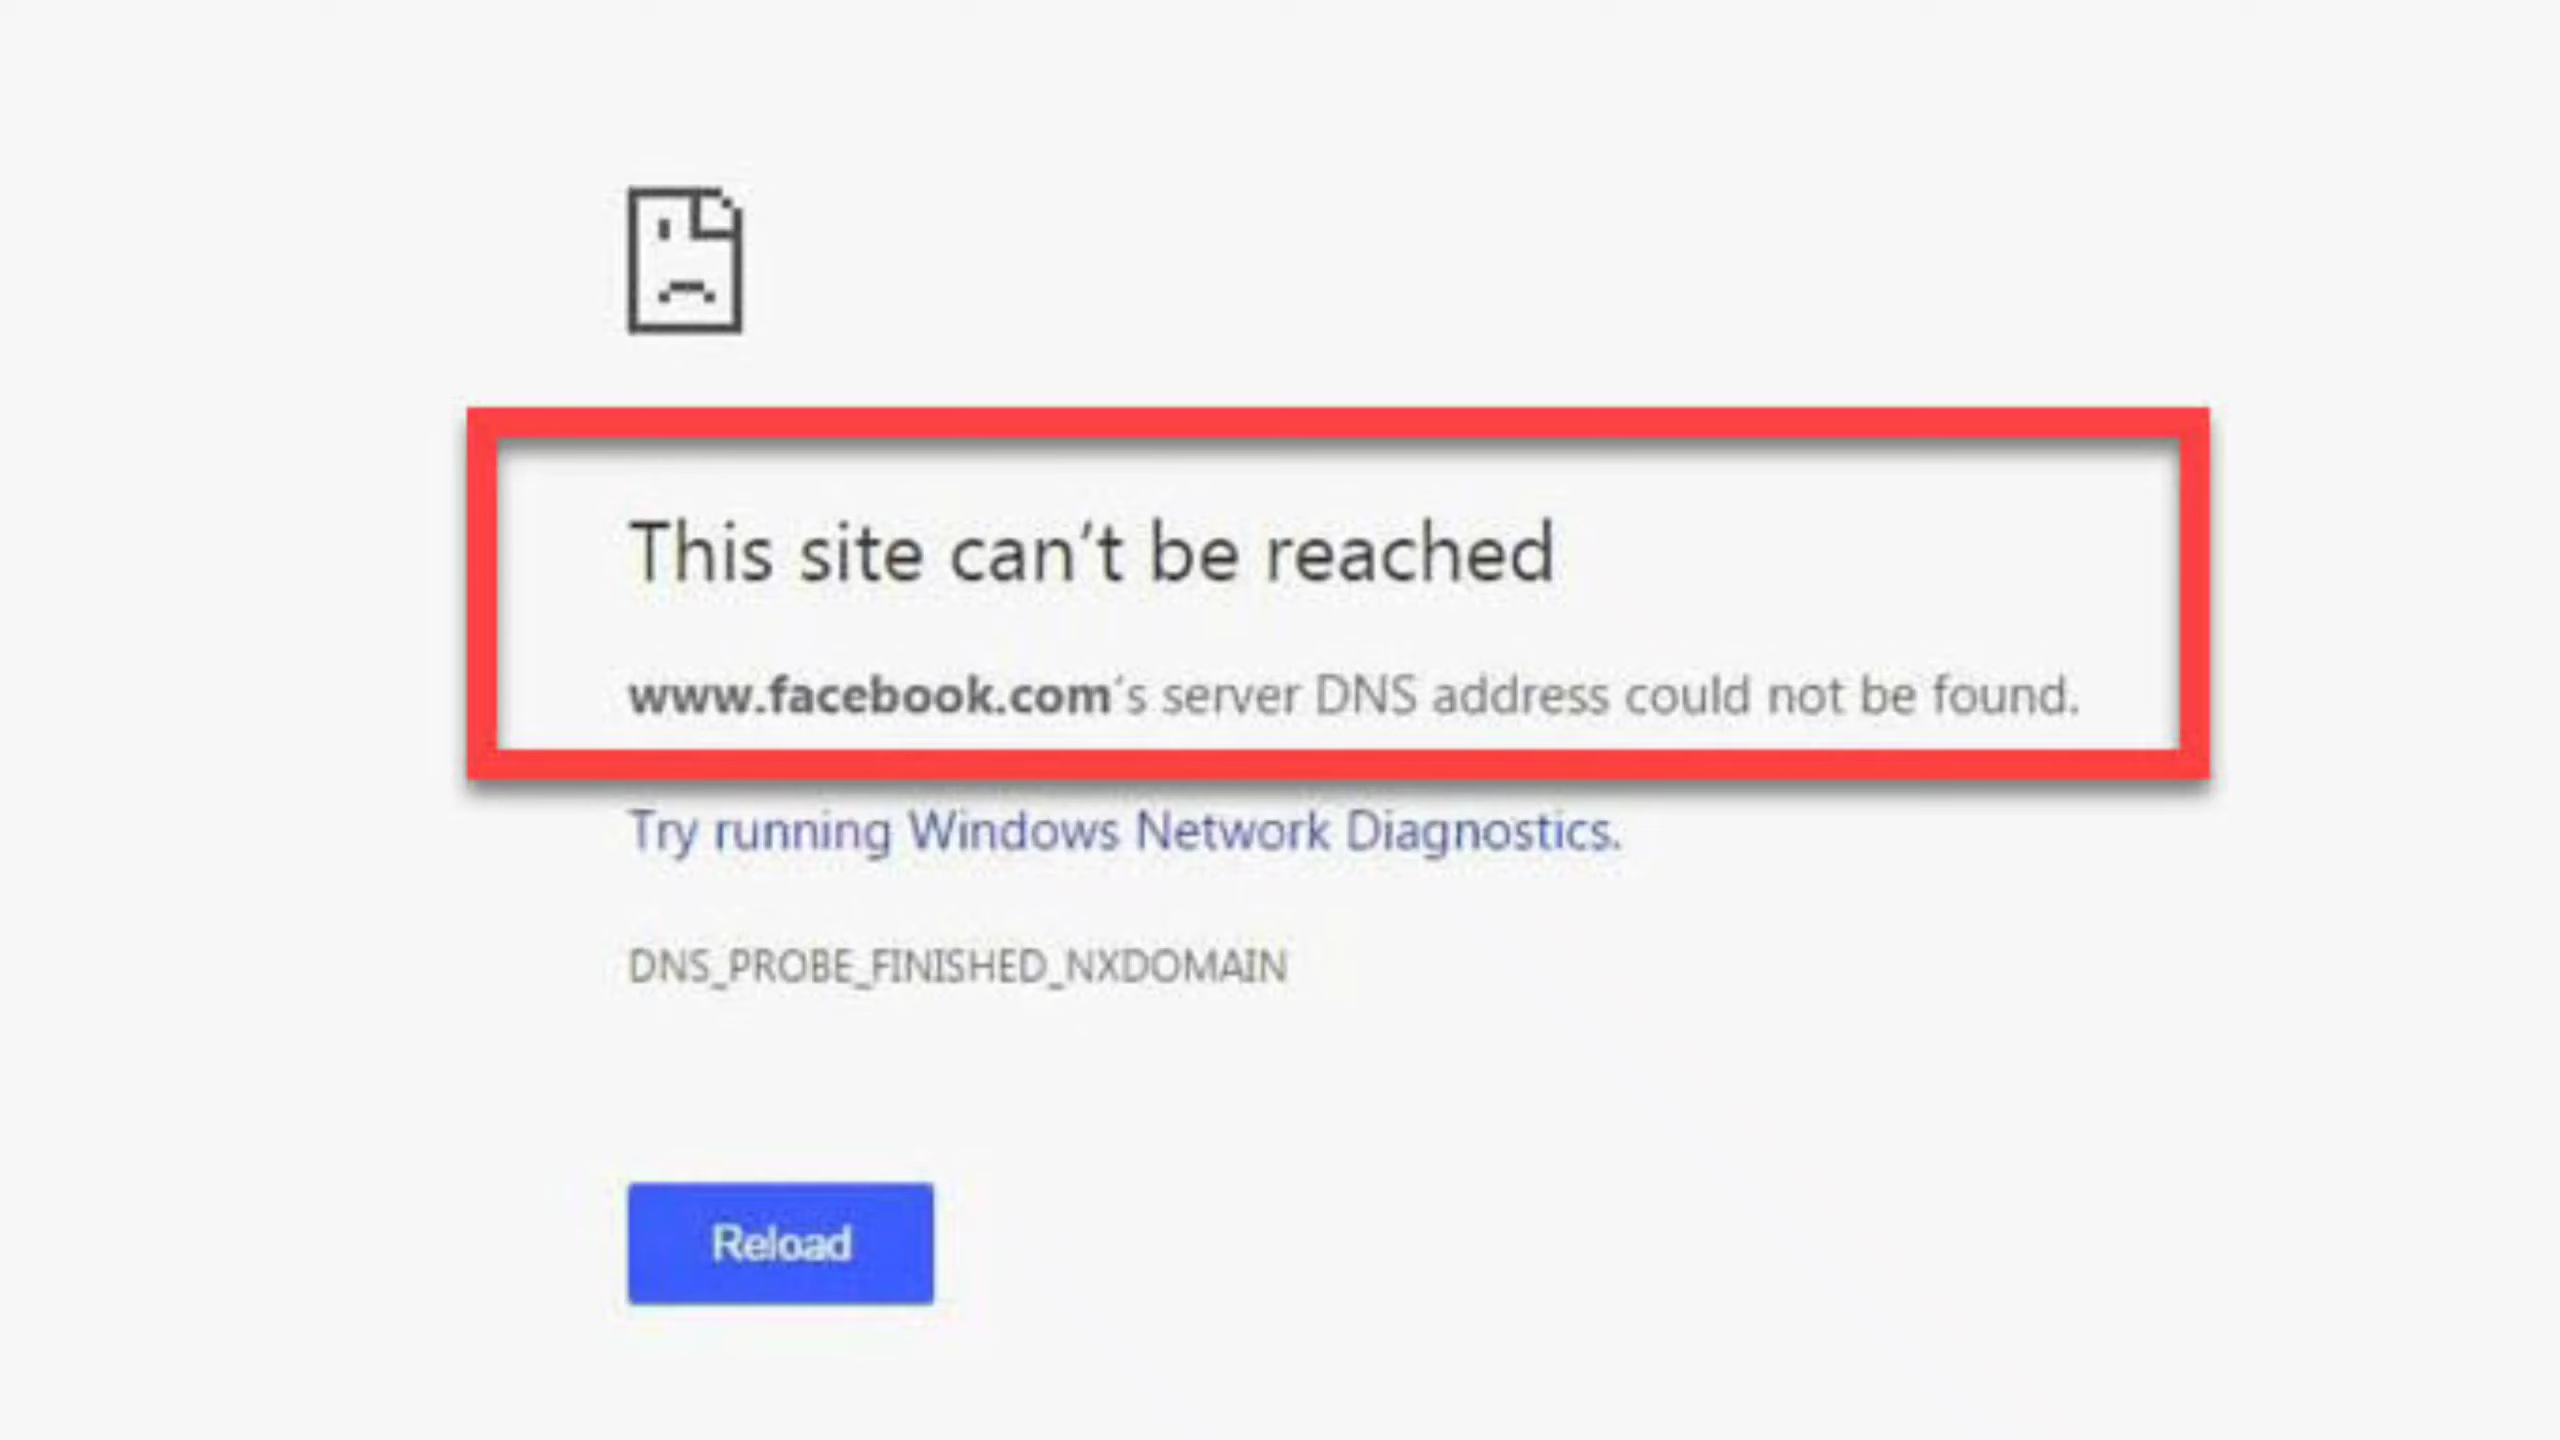 This site can’t be reached
www.facebook.com’s server DNS address could not be found.
Try running Windows Network Diagnostics.
DNS_PROBE_FINISHED_NXDOMAIN
Reload